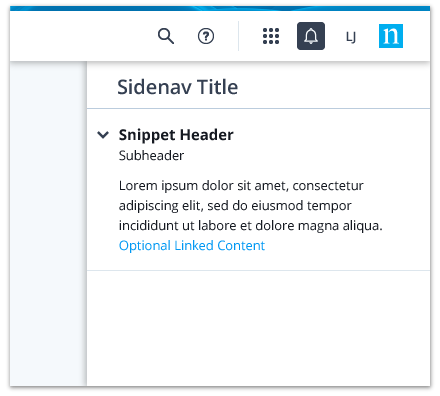 LJ
n
Sidenav Title
Snippet Header
Subheader
Lorem ipsum dolor sit amet, consectetur
adipiscing elit, sed do eiusmod tempor
incididunt ut labore et dolore magna aliqua.
Optional Linked Content